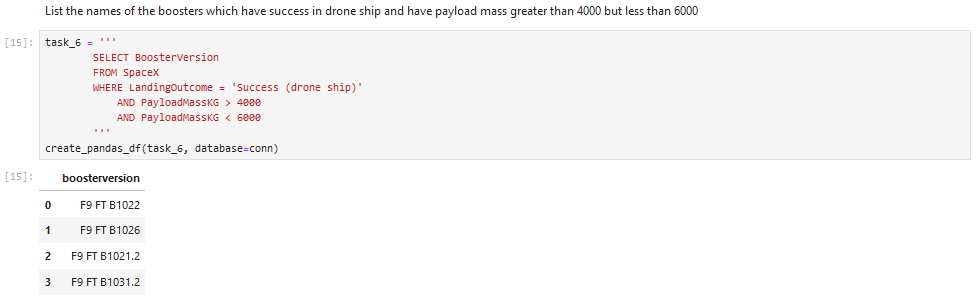 List the names of the boosters which have success in drone ship and have payload mass greater than 4000 but less than 6000
[15]: task_6 = '''
SELECT BoosterVersion
FROM SpaceX
WHERE LandingOutcome = 'Success (drone ship)'
AND PayloadMassKG > 4000
AND PayloadMassKG < 6000
'''
create_pandas_df(task_6, database=conn)
[15]: boosterversion
0 F9 FT B1022
1 F9 FT B1026
2 F9 FT B1021.2
3 F9 FT B1031.2